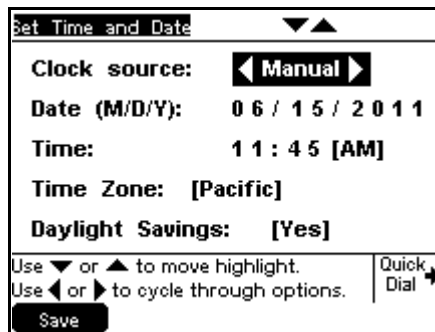 Set Time and Date ▼▲
Clock source: ◀ Manual ▶
Date (M/D/Y): 06/15/2011
Time: 11:45 [AM]
Time Zone: [Pacific]
Daylight Savings: [Yes]
Use ▼ or ▲ to move highlight.
Use ◀ or ▶ to cycle through options.
Quick
Dial
Save